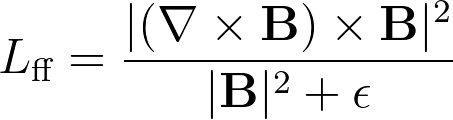 L_ff = |(∇ × B) × B|² / (|B|² + ϵ)